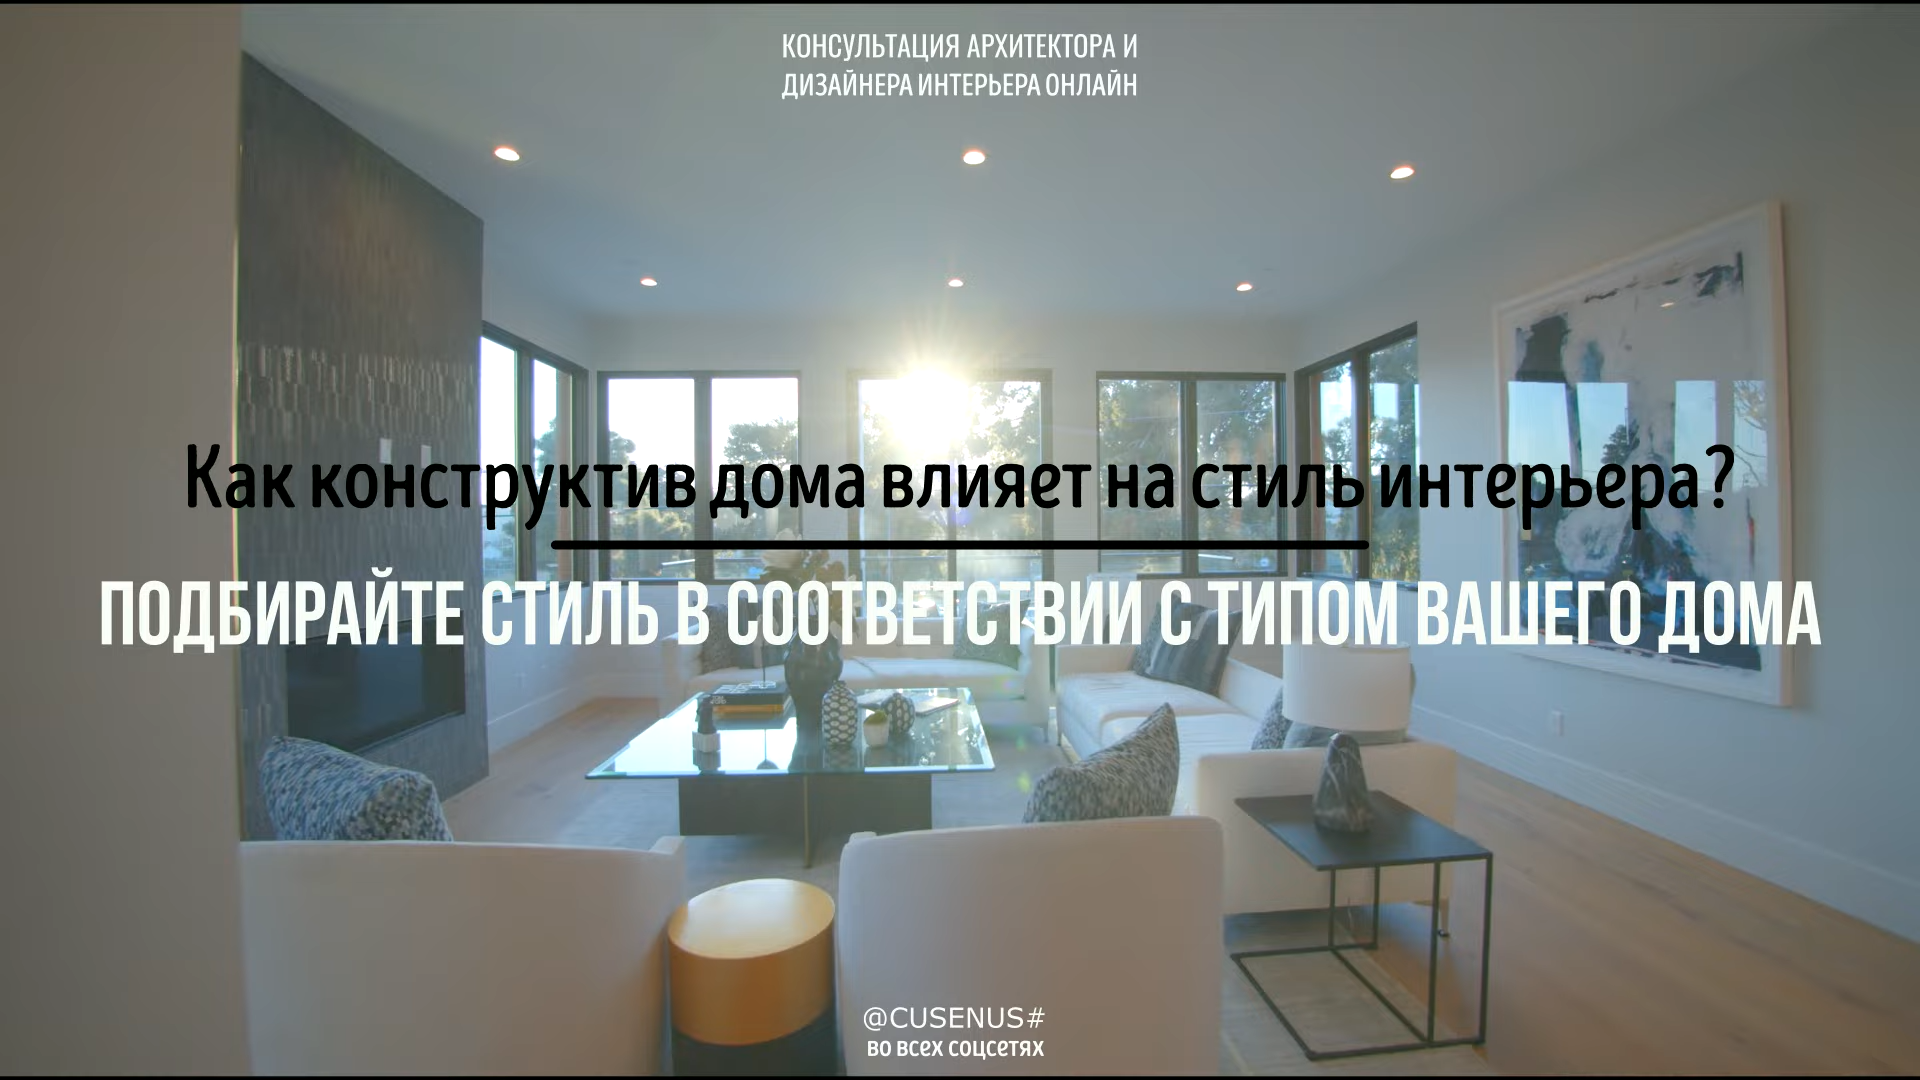 КОНСУЛЬТАЦИЯ АРХИТЕКТОРА И
ДИЗАЙНЕРА ИНТЕРЬЕРА ОНЛАЙН
Как конструктив дома влияет на стиль интерьера?
ПОДБИРАЙТЕ СТИЛЬ В СООТВЕТСТВИИ С ТИПОМ ВАШЕГО ДОМА
@CUSENUS#
во всех соцсетях